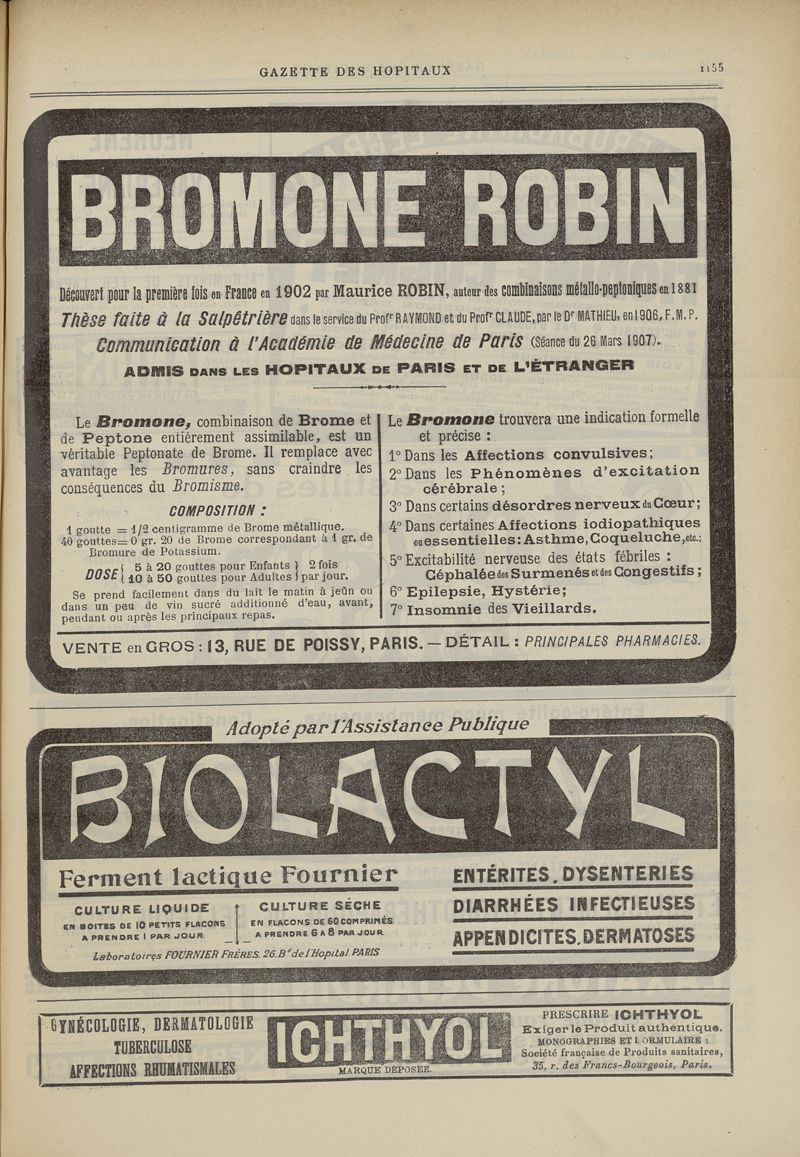 GAZETTE DES HOPITAUX
1155
BROMONE ROBIN
Découvert pour la première fois en France en 1902 par Maurice ROBIN, auteur des combinaisons métallo-peptoniques en 1881
Thèse faite à la Salpêtrière dans le service du Profr RAYMOND et du Profr CLAUDE, par le Dr MATHIEU, en 1906, F. M. P.
Communication à l'Académie de Médecine de Paris (Séance du 26 Mars 1907).
ADMIS DANS LES HOPITAUX DE PARIS ET DE L'ÉTRANGER
Le Bromone, combinaison de Brome et
de Peptone entièrement assimilable, est un
véritable Peptonate de Brome. Il remplace avec
avantage les Bromures, sans craindre les
conséquences du Bromisme.
COMPOSITION :
1 goutte = 1/2 centigramme de Brome métallique.
40 gouttes = 0 gr. 20 de Brome correspondant à 1 gr. de
Bromure de Potassium.
DOSE { 5 à 20 gouttes pour Enfants } 2 fois
{ 10 à 50 gouttes pour Adultes } par jour.
Se prend facilement dans du lait le matin à jeûn ou
dans un peu de vin sucré additionné d'eau, avant,
pendant ou après les principaux repas.
Le Bromone trouvera une indication formelle
et précise :
1° Dans les Affections convulsives;
2° Dans les Phénomènes d'excitation
cérébrale;
3° Dans certains désordres nerveux du Cœur;
4° Dans certaines Affections iodiopathiques
ou essentielles: Asthme, Coqueluche, etc.;
5° Excitabilité nerveuse des états fébriles :
Céphalée des Surmenés et des Congestifs;
6° Epilepsie, Hystérie;
7° Insomnie des Vieillards.
VENTE en GROS : 13, RUE DE POISSY, PARIS. — DÉTAIL : PRINCIPALES PHARMACIES.
Adopté par l'Assistance Publique
BIOLACTYL
Ferment lactique Fournier
CULTURE LIQUIDE
EN BOITES DE 10 PETITS FLACONS
A PRENDRE 1 PAR JOUR
CULTURE SÉCHE
EN FLACONS DE 60 COMPRIMÉS
A PRENDRE 6 A 8 PAR JOUR
Laboratoires FOURNIER FRÈRES. 26. Bd de l'Hopital. PARIS
ENTÉRITES. DYSENTERIES
DIARRHÉES INFECTIEUSES
APPENDICITES. DERMATOSES
GYNÉCOLOGIE, DERMATOLOGIE
TUBERCULOSE
AFFECTIONS RHUMATISMALES
ICHTHYOL
MARQUE DÉPOSÉE.
PRESCRIRE ICHTHYOL
Exiger le Produit authentique.
MONOGRAPHIES ET FORMULAIRE :
Société française de Produits sanitaires,
35, r. des Francs-Bourgeois, Paris.